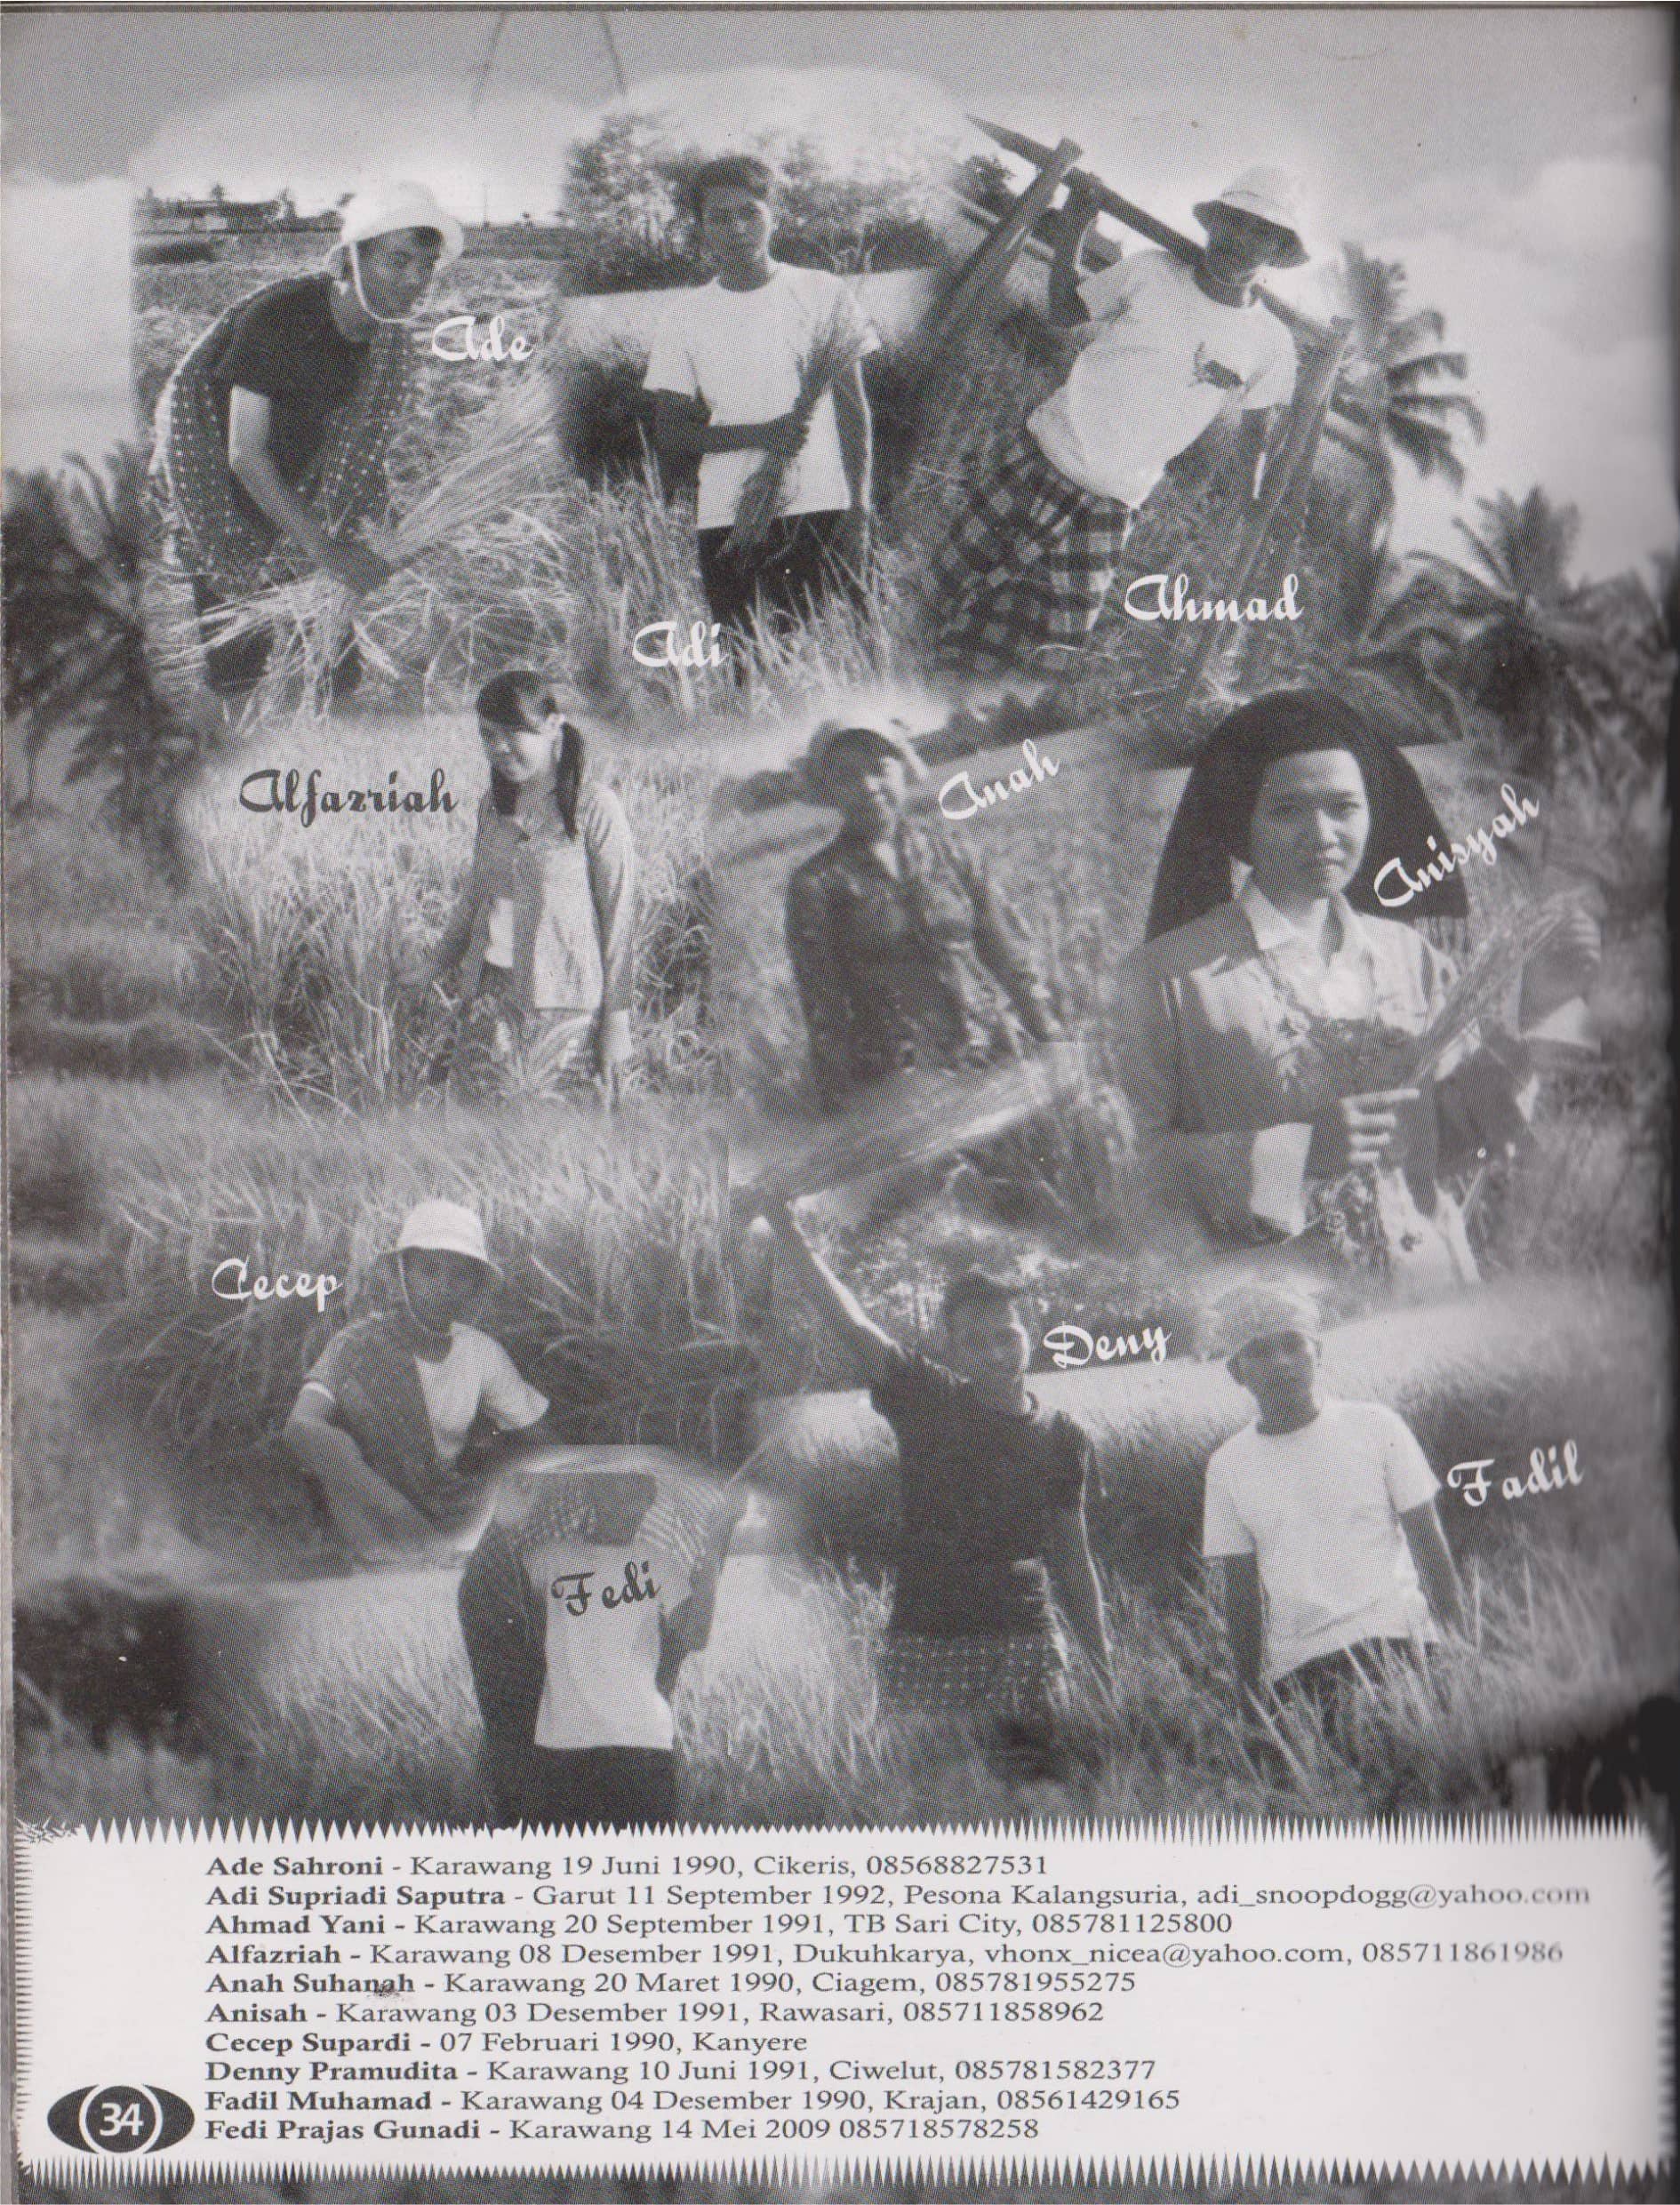 Ade
Adi
Ahmad
Alfazriah
Anah
Anisyah
Cecep
Deny
Fadil
Fedi
Ade Sahroni - Karawang 19 Juni 1990, Cikeris, 08568827531
Adi Supriadi Saputra - Garut 11 September 1992, Pesona Kalangsuria, adi_snoopdogg@yahoo.com
Ahmad Yani - Karawang 20 September 1991, TB Sari City, 085781125800
Alfazriah - Karawang 08 Desember 1991, Dukuhkarya, vhonx_nicea@yahoo.com, 085711861986
Anah Suhanah - Karawang 20 Maret 1990, Ciagem, 085781955275
Anisah - Karawang 03 Desember 1991, Rawasari, 085711858962
Cecep Supardi - 07 Februari 1990, Kanyere
Denny Pramudita - Karawang 10 Juni 1991, Ciwelut, 085781582377
Fadil Muhamad - Karawang 04 Desember 1990, Krajan, 08561429165
Fedi Prajas Gunadi - Karawang 14 Mei 2009 085718578258
34